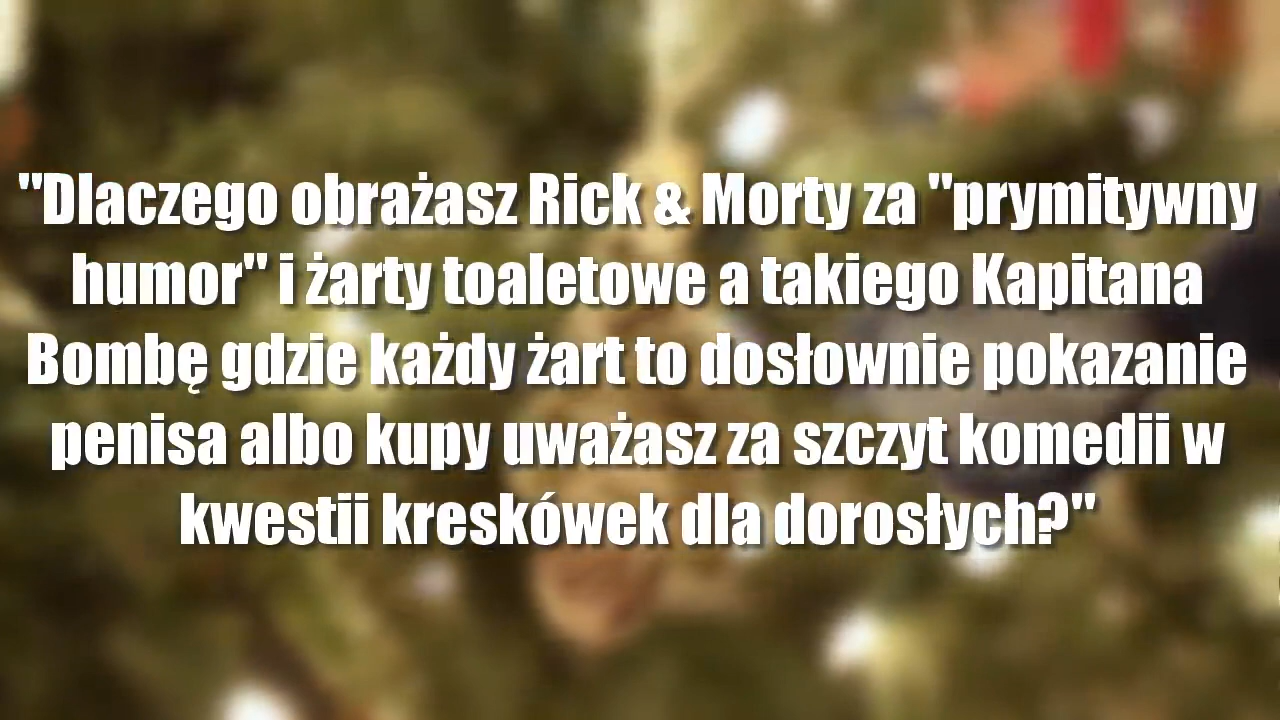 "Dlaczego obrażasz Rick & Morty za "prymitywny
humor" i żarty toaletowe a takiego Kapitana
Bombę gdzie każdy żart to dosłownie pokazanie
penisa albo kupy uważasz za szczyt komedii w
kwestii kreskówek dla dorosłych?"